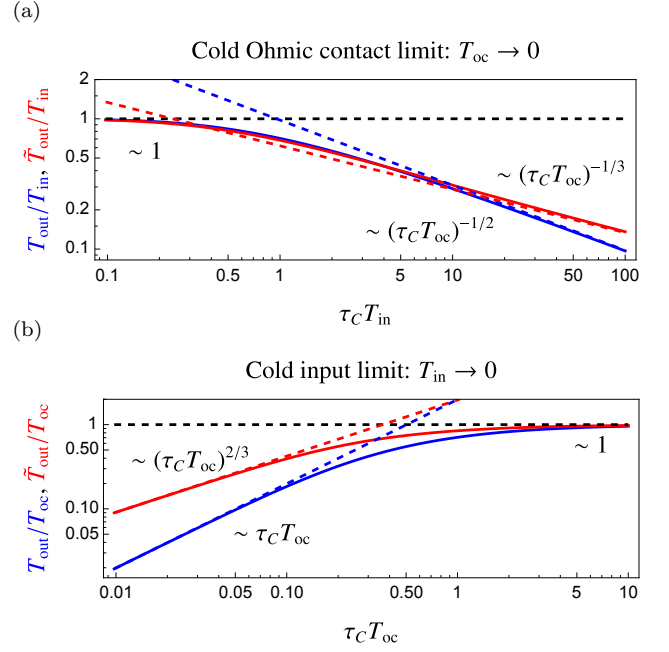 (a)
Cold Ohmic contact limit: T_oc → 0
T_out/T_in, T̃_out/T_in
2
1
0.5
0.2
0.1
~ 1
~ (τ_C T_oc)^{-1/3}
~ (τ_C T_oc)^{-1/2}
0.1 0.5 1 5 10 50 100
τ_C T_in
(b)
Cold input limit: T_in → 0
T_out/T_oc, T̃_out/T_oc
1
0.50
0.10
0.05
~ (τ_C T_oc)^{2/3}
~ 1
~ τ_C T_oc
0.01 0.05 0.10 0.50 1 5 10
τ_C T_oc